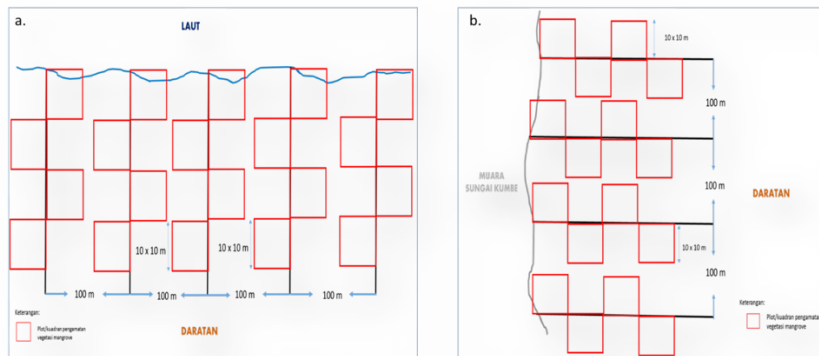 a.
LAUT
10 x 10 m
10 x 10 m
100 m
100 m
100 m
100 m
Keterangan:
Plot/kuadran pengamatan
vegetasi mangrove
DARATAN
b.
10 x 10 m
100 m
MUARA
SUNGAI KUMBE
100 m
DARATAN
10 x 10 m
100 m
Keterangan:
Plot/kuadran pengamatan
vegetasi mangrove